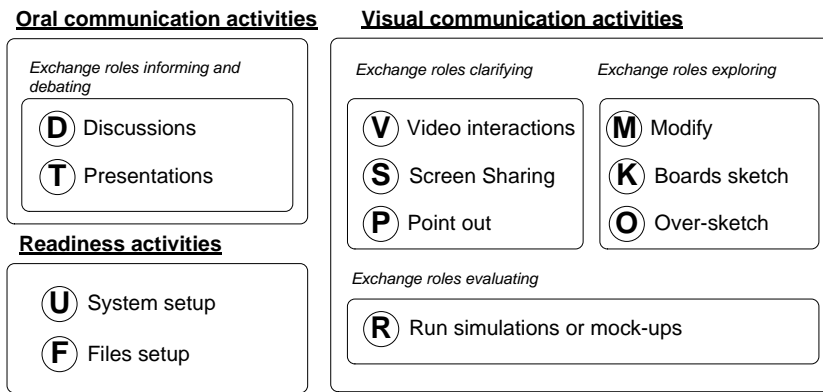 Oral communication activities
Exchange roles informing and
debating
D Discussions
T Presentations
Readiness activities
U System setup
F Files setup
Visual communication activities
Exchange roles clarifying
V Video interactions
S Screen Sharing
P Point out
Exchange roles exploring
M Modify
K Boards sketch
O Over-sketch
Exchange roles evaluating
R Run simulations or mock-ups